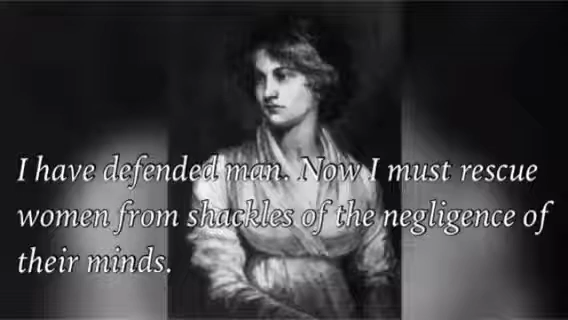 I have defended man. Now I must rescue
women from shackles of the negligence of
their minds.